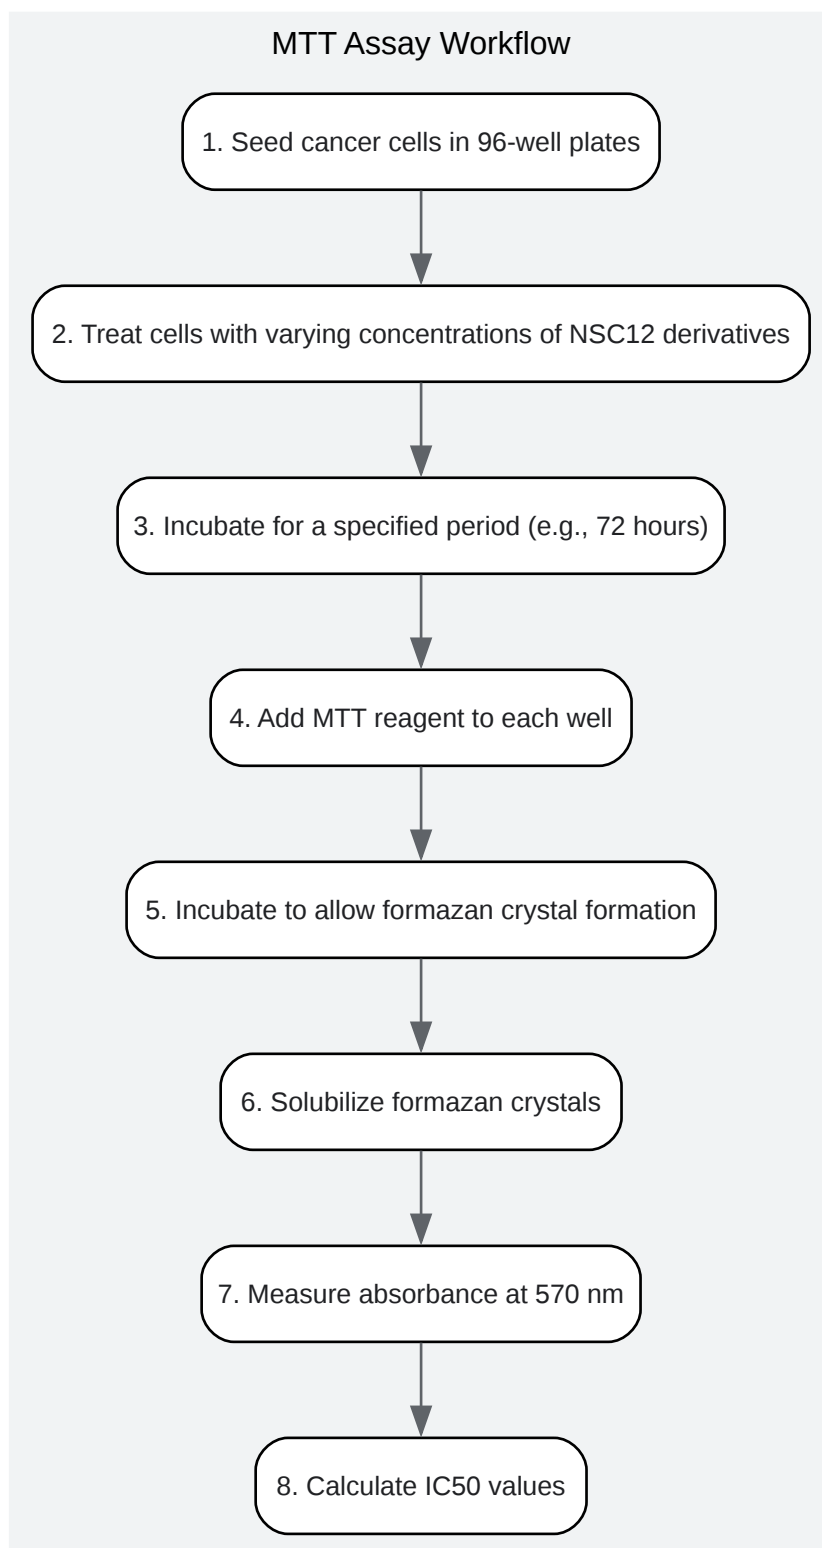 MTT Assay Workflow
1. Seed cancer cells in 96-well plates
2. Treat cells with varying concentrations of NSC12 derivatives
3. Incubate for a specified period (e.g., 72 hours)
4. Add MTT reagent to each well
5. Incubate to allow formazan crystal formation
6. Solubilize formazan crystals
7. Measure absorbance at 570 nm
8. Calculate IC50 values